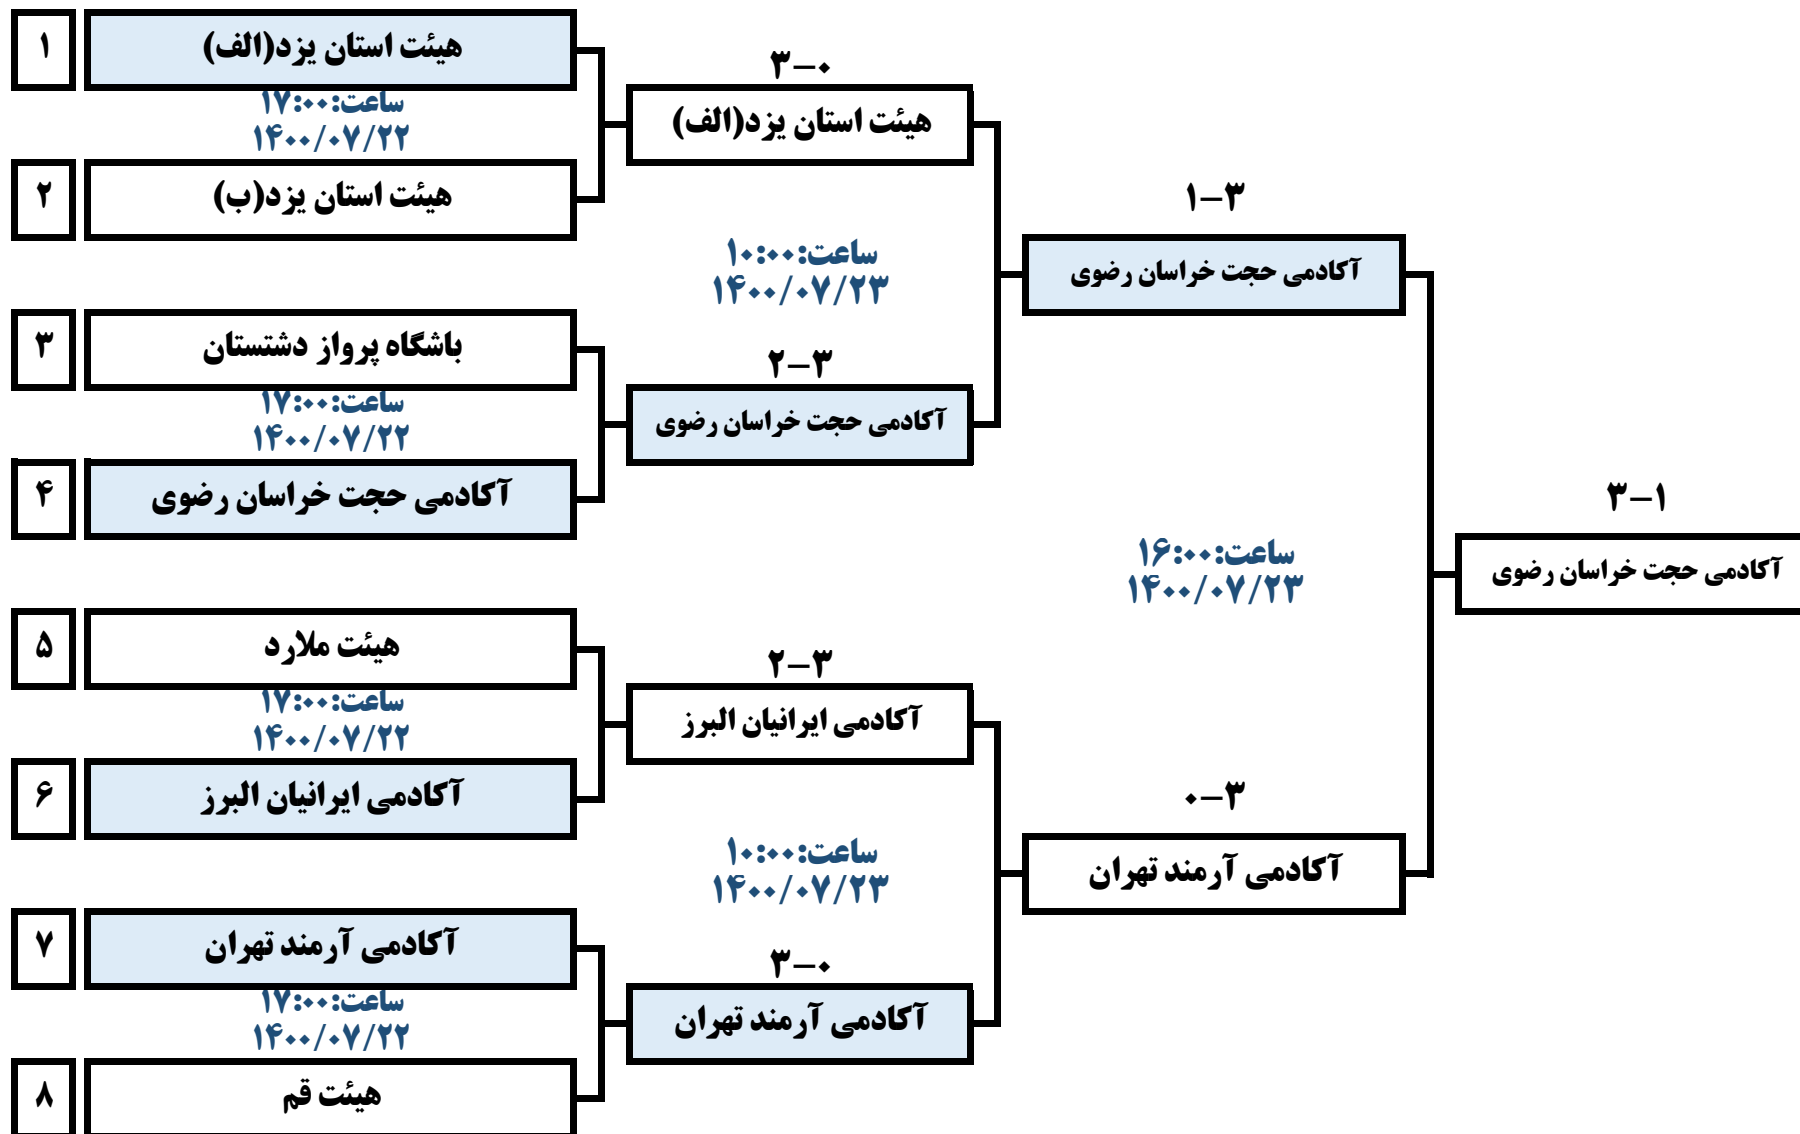 ۱
هیئت استان یزد(الف)
ساعت:۱۷:۰۰
۱۴۰۰/۰۷/۲۲
۲
هیئت استان یزد(ب)
۳
باشگاه پرواز دشتستان
ساعت:۱۷:۰۰
۱۴۰۰/۰۷/۲۲
۴
آکادمی حجت خراسان رضوی
۵
هیئت ملارد
ساعت:۱۷:۰۰
۱۴۰۰/۰۷/۲۲
۶
آکادمی ایرانیان البرز
۷
آکادمی آرمند تهران
ساعت:۱۷:۰۰
۱۴۰۰/۰۷/۲۲
۸
هیئت قم
۳-۰
هیئت استان یزد(الف)
ساعت:۱۰:۰۰
۱۴۰۰/۰۷/۲۳
۲-۳
آکادمی حجت خراسان رضوی
۲-۳
آکادمی ایرانیان البرز
ساعت:۱۰:۰۰
۱۴۰۰/۰۷/۲۳
۳-۰
آکادمی آرمند تهران
۱-۳
آکادمی حجت خراسان رضوی
ساعت:۱۶:۰۰
۱۴۰۰/۰۷/۲۳
۰-۳
آکادمی آرمند تهران
۳-۱
آکادمی حجت خراسان رضوی